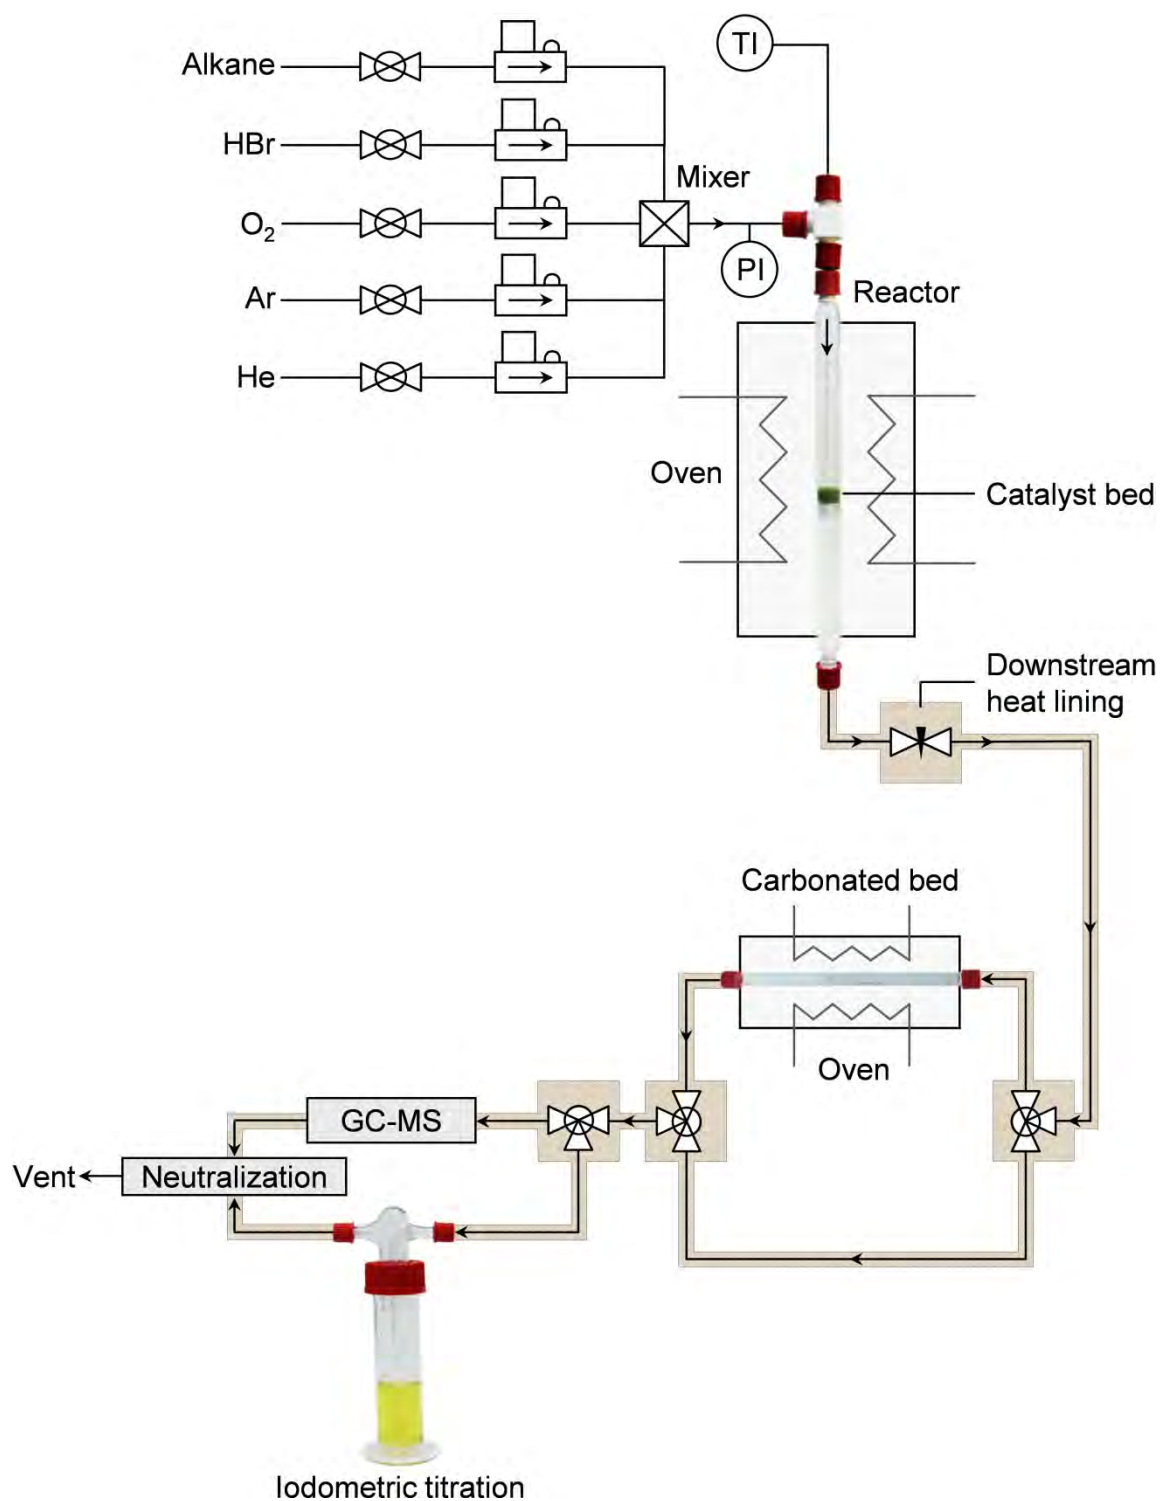 Alkane
TI
HBr
Mixer
O₂
PI
Ar
Reactor
He
Oven
Catalyst bed
Downstream
heat lining
Carbonated bed
Oven
GC-MS
Vent
Neutralization
Iodometric titration